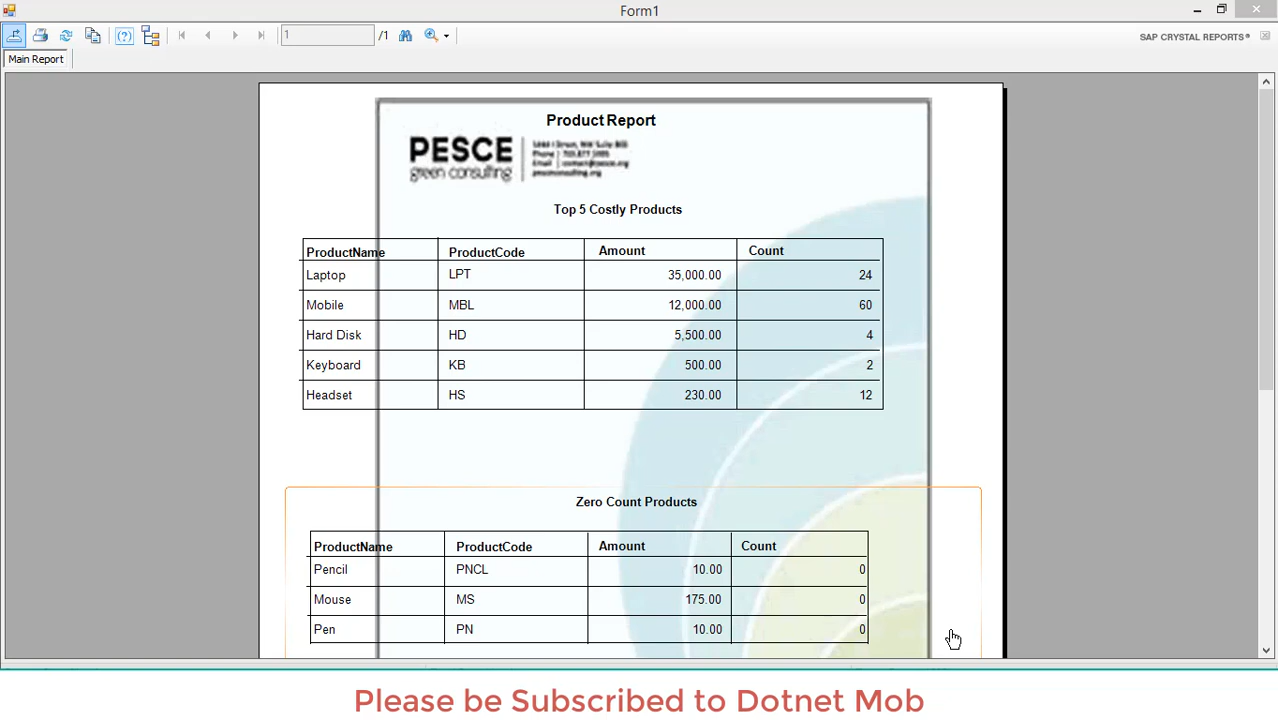 Form1
1 /1 SAP CRYSTAL REPORTS®
Main Report
Product Report
PESCE
green consulting
Top 5 Costly Products
ProductName ProductCode Amount Count
Laptop LPT 35,000.00 24
Mobile MBL 12,000.00 60
Hard Disk HD 5,500.00 4
Keyboard KB 500.00 2
Headset HS 230.00 12
Zero Count Products
ProductName ProductCode Amount Count
Pencil PNCL 10.00 0
Mouse MS 175.00 0
Pen PN 10.00 0
Please be Subscribed to Dotnet Mob